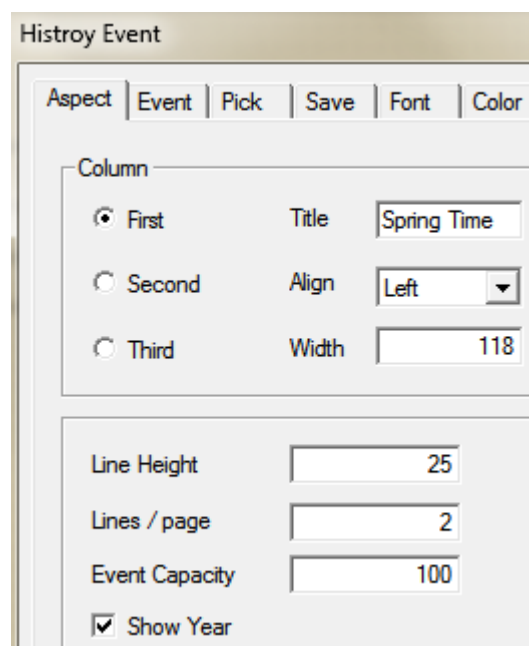 Histroy Event
Aspect Event Pick Save Font Color
Column
First Title Spring Time
Second Align Left
Third Width 118
Line Height 25
Lines / page 2
Event Capacity 100
Show Year